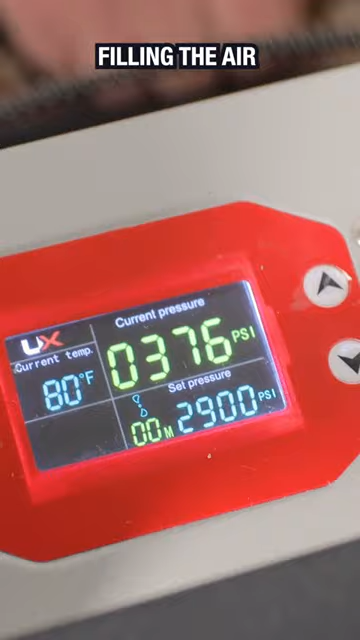 FILLING THE AIR
UX
Current temp.
80°F
Current pressure
0376 PSI
Set pressure
00M 2900 PSI